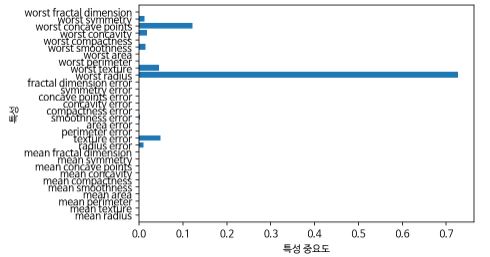 worst fractal dimension
worst symmetry
worst concave points
worst concavity
worst compactness
worst smoothness
worst area
worst perimeter
worst texture
worst radius
fractal dimension error
symmetry error
concave points error
concavity error
compactness error
smoothness error
area error
perimeter error
texture error
radius error
mean fractal dimension
mean symmetry
mean concave points
mean concavity
mean compactness
mean smoothness
mean area
mean perimeter
mean texture
mean radius
특성
0.0 0.1 0.2 0.3 0.4 0.5 0.6 0.7
특성 중요도